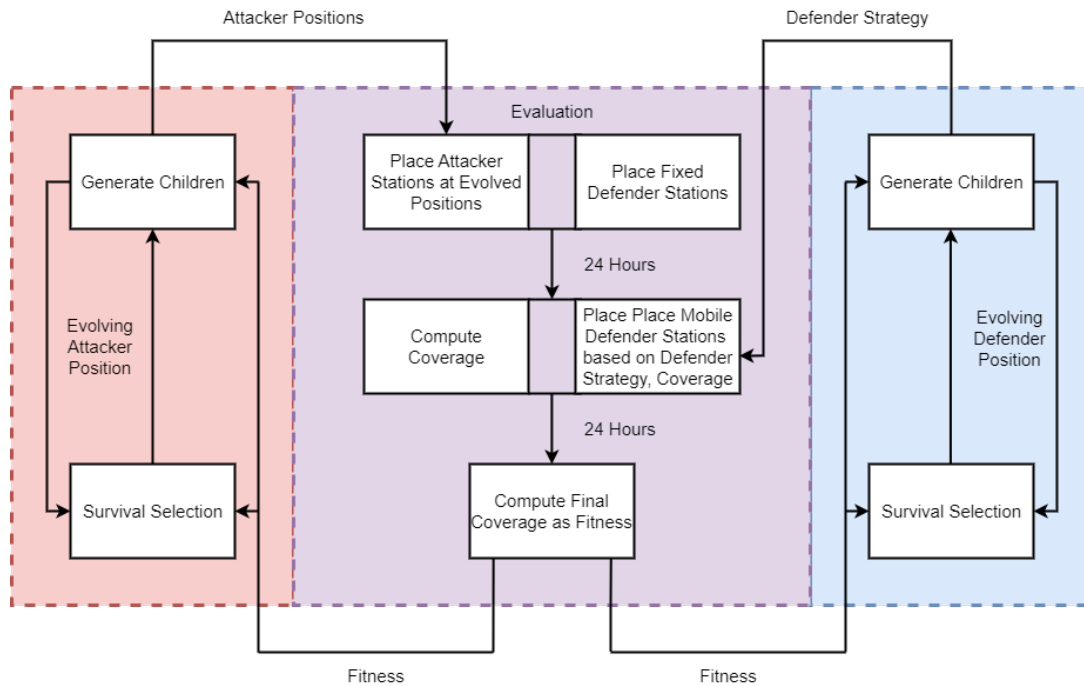 Attacker Positions
Defender Strategy
Evaluation
Generate Children
Place Attacker
Stations at Evolved
Positions
Place Fixed
Defender Stations
Generate Children
24 Hours
Evolving
Attacker
Position
Compute
Coverage
Place Place Mobile
Defender Stations
based on Defender
Strategy, Coverage
Evolving
Defender
Position
24 Hours
Survival Selection
Compute Final
Coverage as Fitness
Survival Selection
Fitness
Fitness